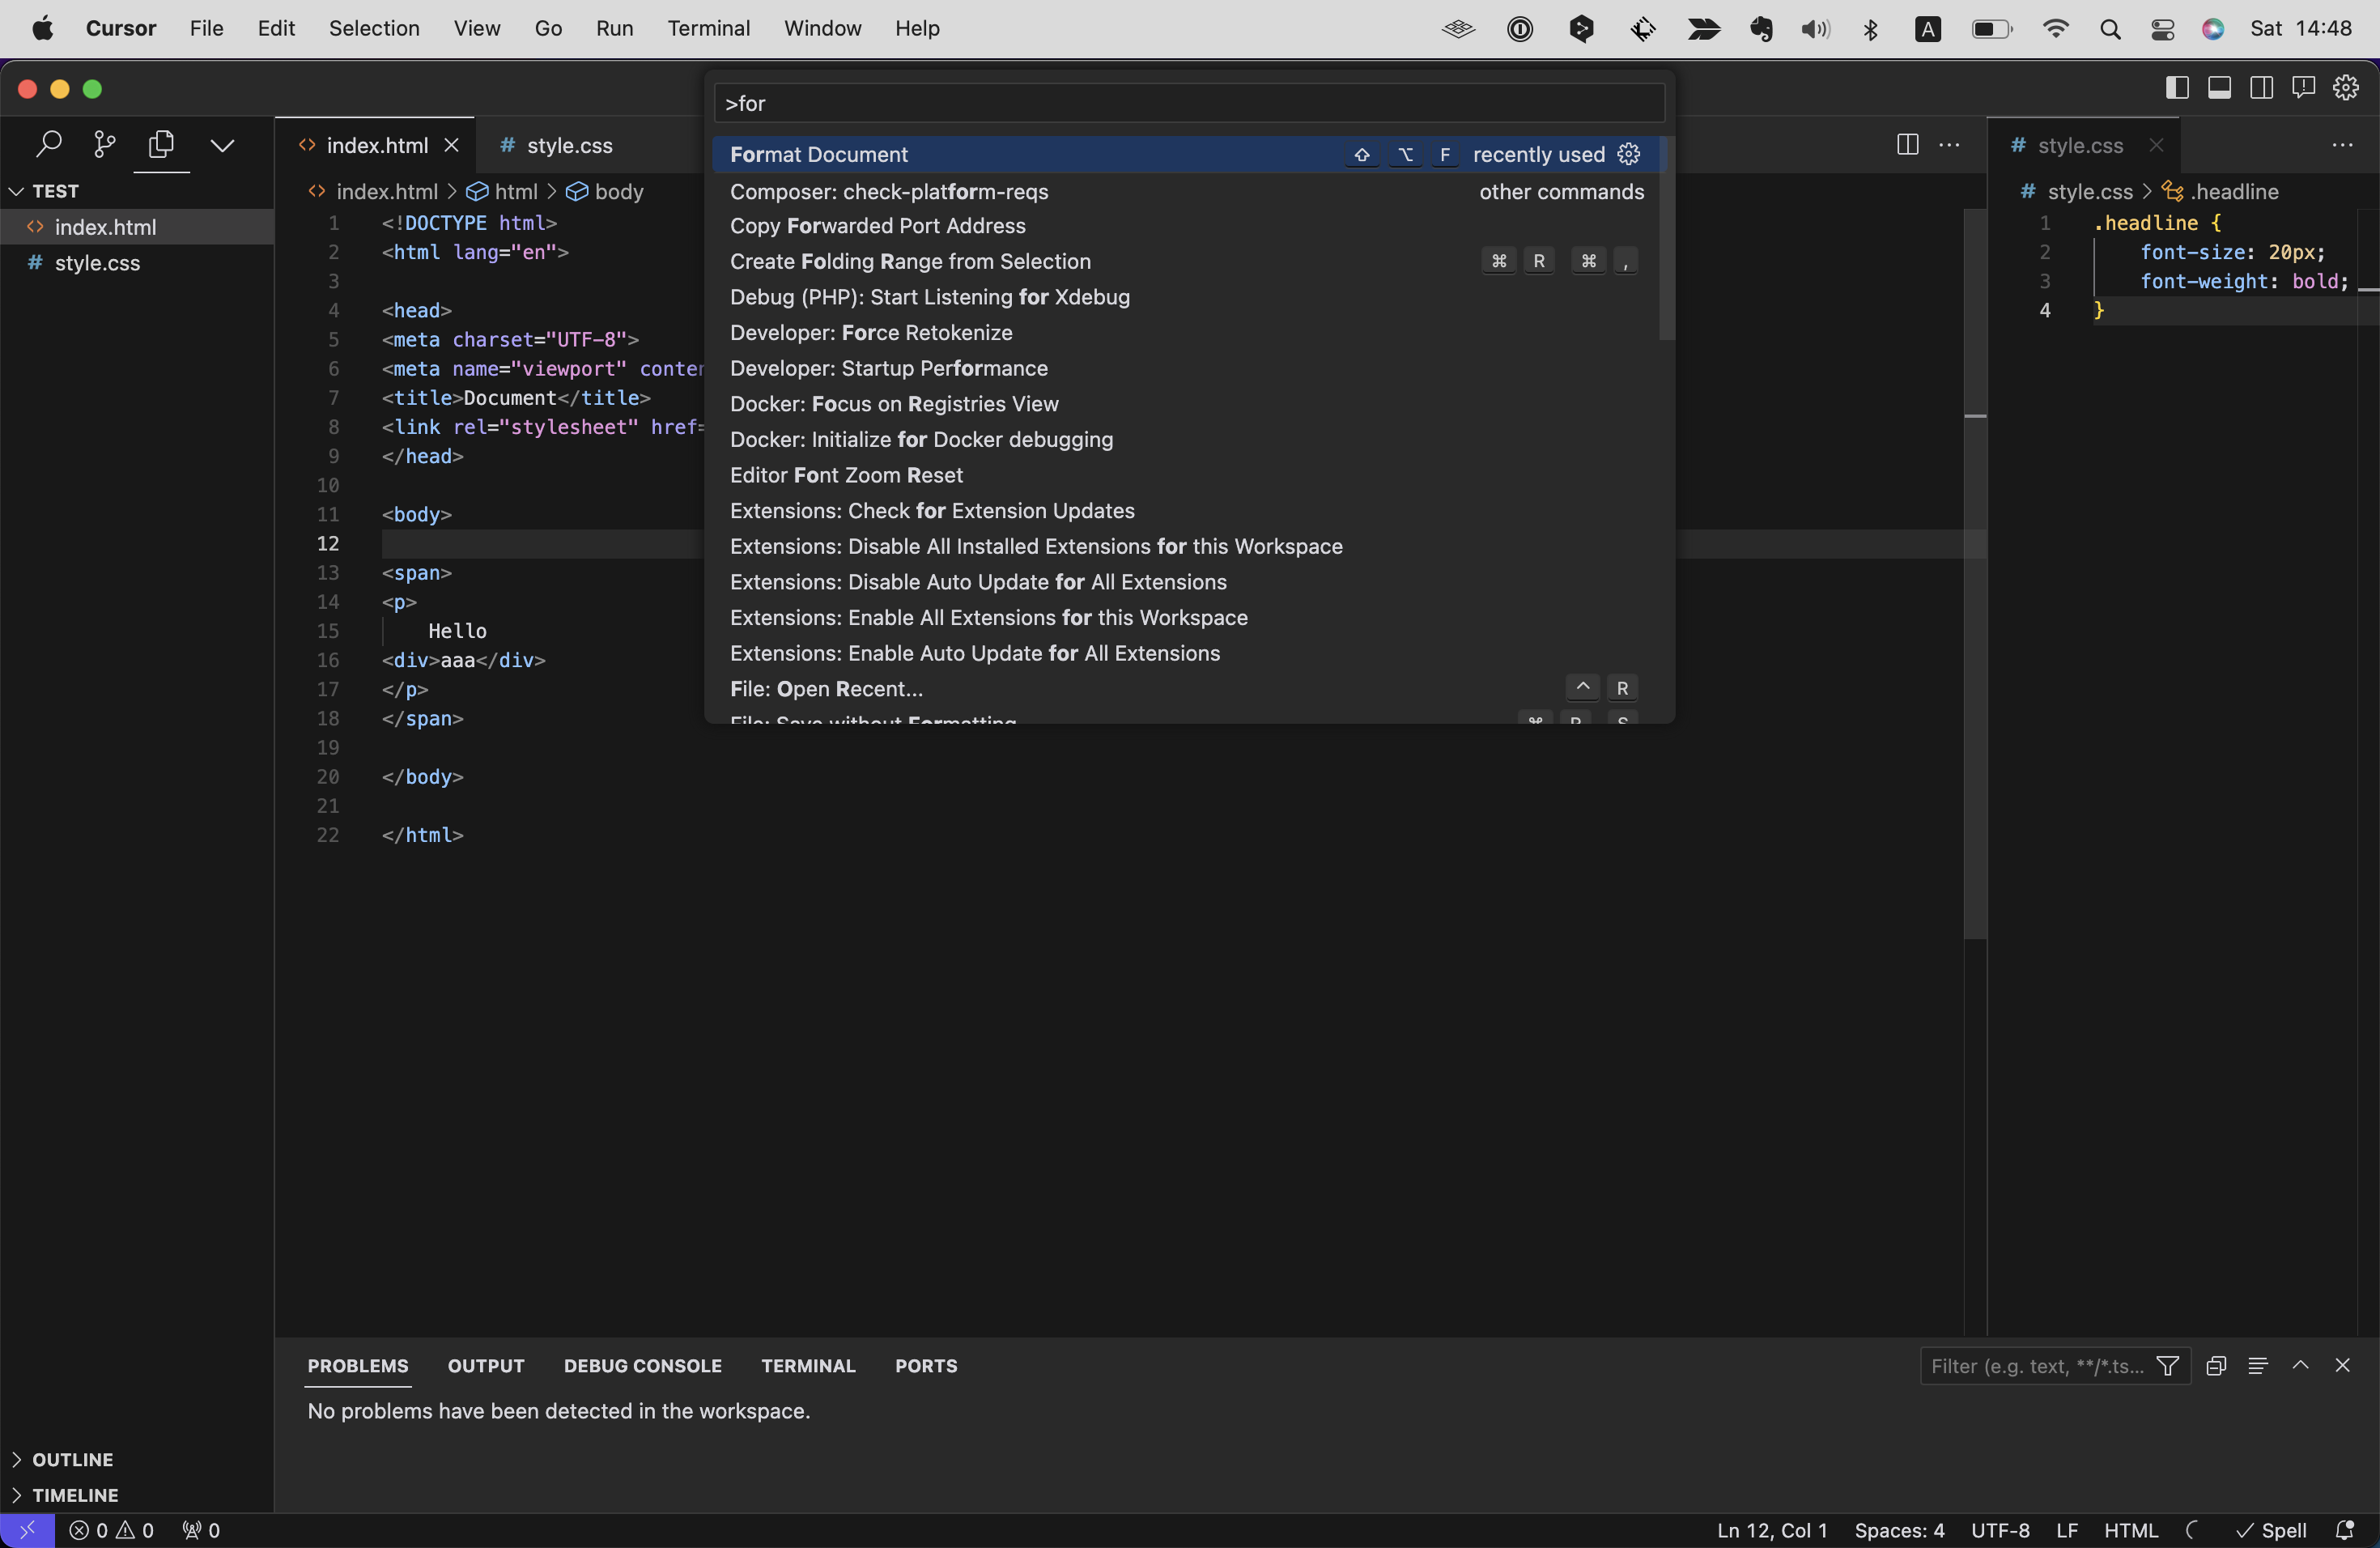 Cursor File Edit Selection View Go Run Terminal Window Help A Sat 14:48
>for
index.html
# style.css
Format Document ⇧ ⌥ F recently used
Composer: check-platform-reqs other commands
Copy Forwarded Port Address
Create Folding Range from Selection ⌘ R ⌘ ,
Debug (PHP): Start Listening for Xdebug
Developer: Force Retokenize
Developer: Startup Performance
Docker: Focus on Registries View
Docker: Initialize for Docker debugging
Editor Font Zoom Reset
Extensions: Check for Extension Updates
Extensions: Disable All Installed Extensions for this Workspace
Extensions: Disable Auto Update for All Extensions
Extensions: Enable All Extensions for this Workspace
Extensions: Enable Auto Update for All Extensions
File: Open Recent... ^ R
File: Save without Formatting ⌘ R S
TEST
<> index.html
# style.css
<> index.html > html > body
1 <!DOCTYPE html>
2 <html lang="en">
3
4 <head>
5 <meta charset="UTF-8">
6 <meta name="viewport"
7 <title>Document</title>
8 <link rel="stylesheet" href=
9 </head>
10
11 <body>
12
13 <span>
14 <p>
15 Hello
16 <div>aaa</div>
17 </p>
18 </span>
19
20 </body>
21
22 </html>
# style.css
# style.css > .headline
1 .headline {
2 font-size: 20px;
3 font-weight: bold;
4 }
PROBLEMS OUTPUT DEBUG CONSOLE TERMINAL PORTS
Filter (e.g. text, **/*.ts...
No problems have been detected in the workspace.
OUTLINE
TIMELINE
0 0 0
Ln 12, Col 1 Spaces: 4 UTF-8 LF HTML ✓ Spell